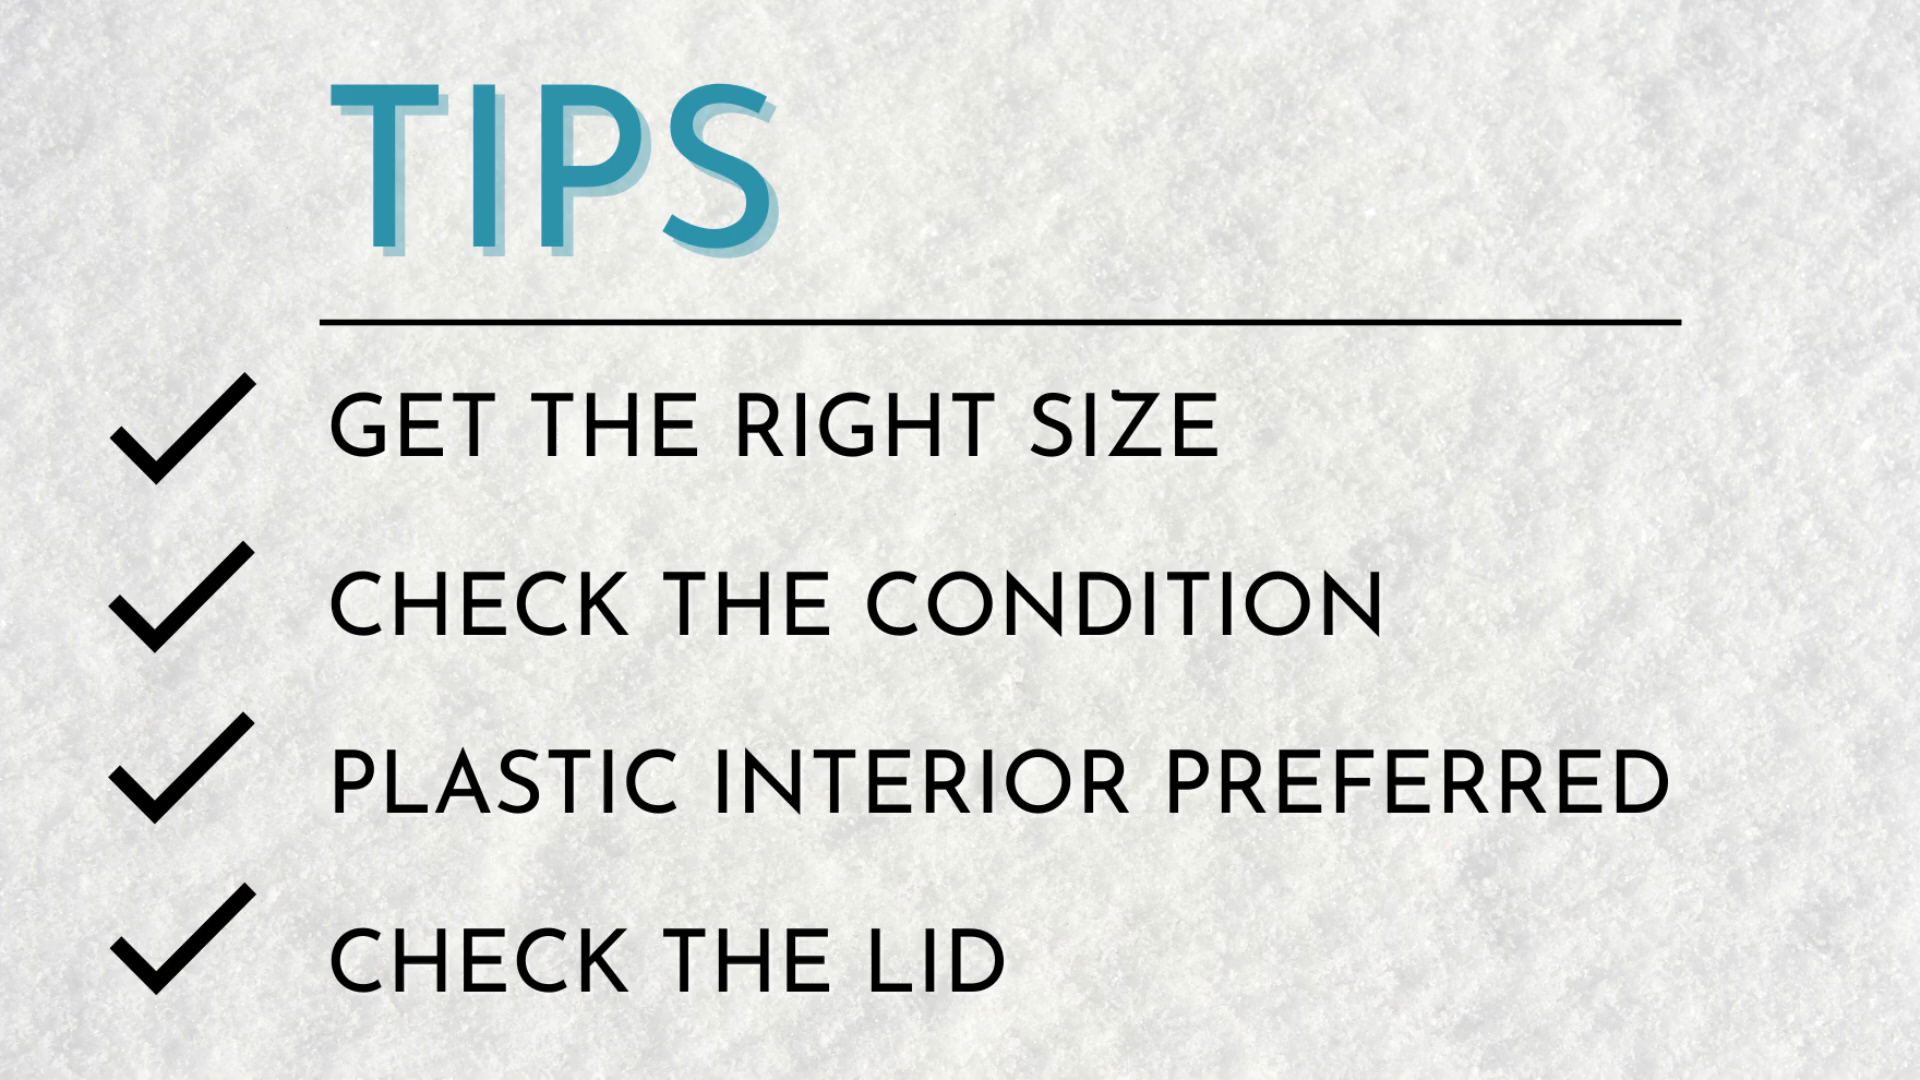 TIPS
GET THE RIGHT SIZE
CHECK THE CONDITION
PLASTIC INTERIOR PREFERRED
CHECK THE LID